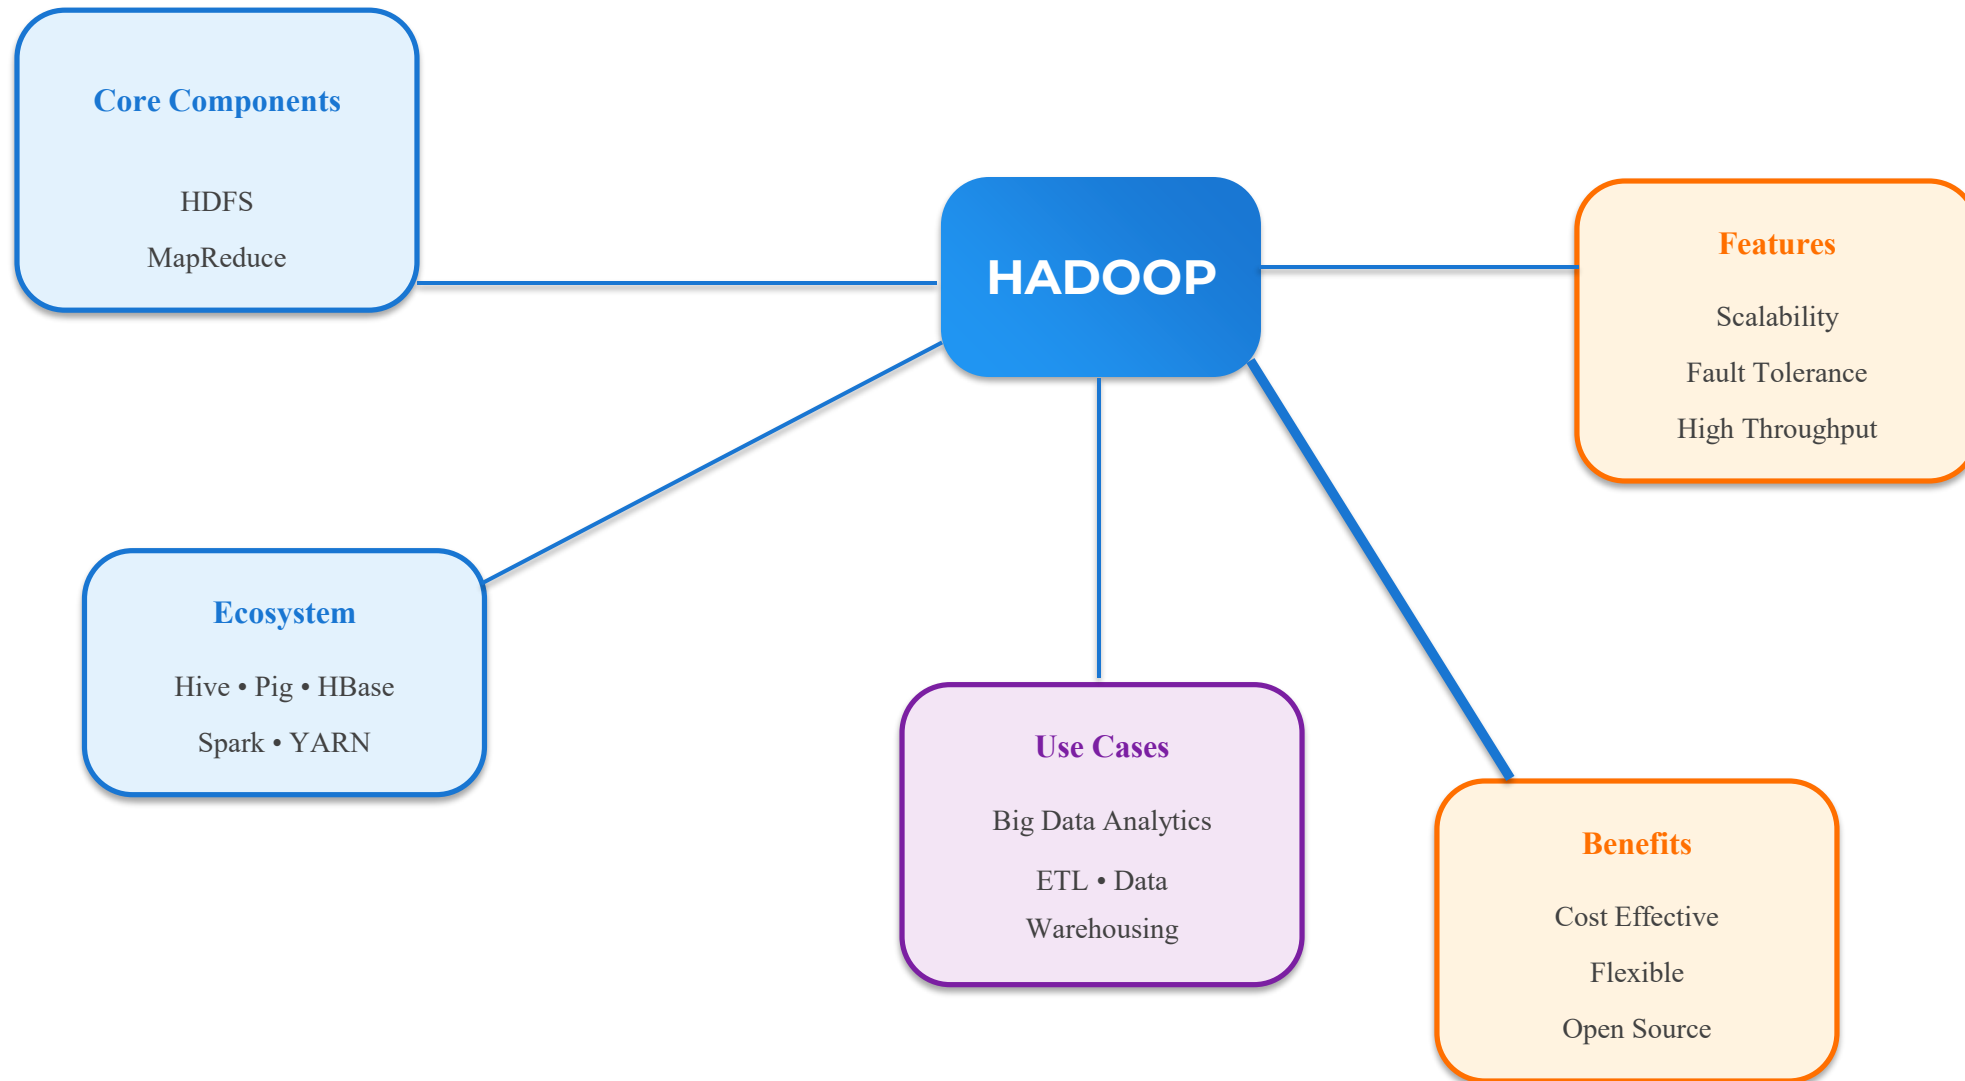 Core Components
HDFS
MapReduce
HADOOP
Features
Scalability
Fault Tolerance
High Throughput
Ecosystem
Hive • Pig • HBase
Spark • YARN
Use Cases
Big Data Analytics
ETL • Data
Warehousing
Benefits
Cost Effective
Flexible
Open Source